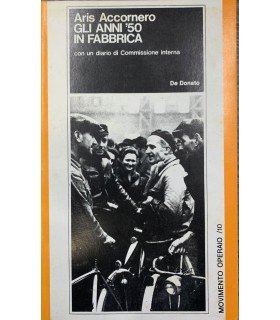 Aris Accornero
GLI ANNI '50
IN FABBRICA
con un diario di Commissione interna
De Donato
MOVIMENTO OPERAIO /10